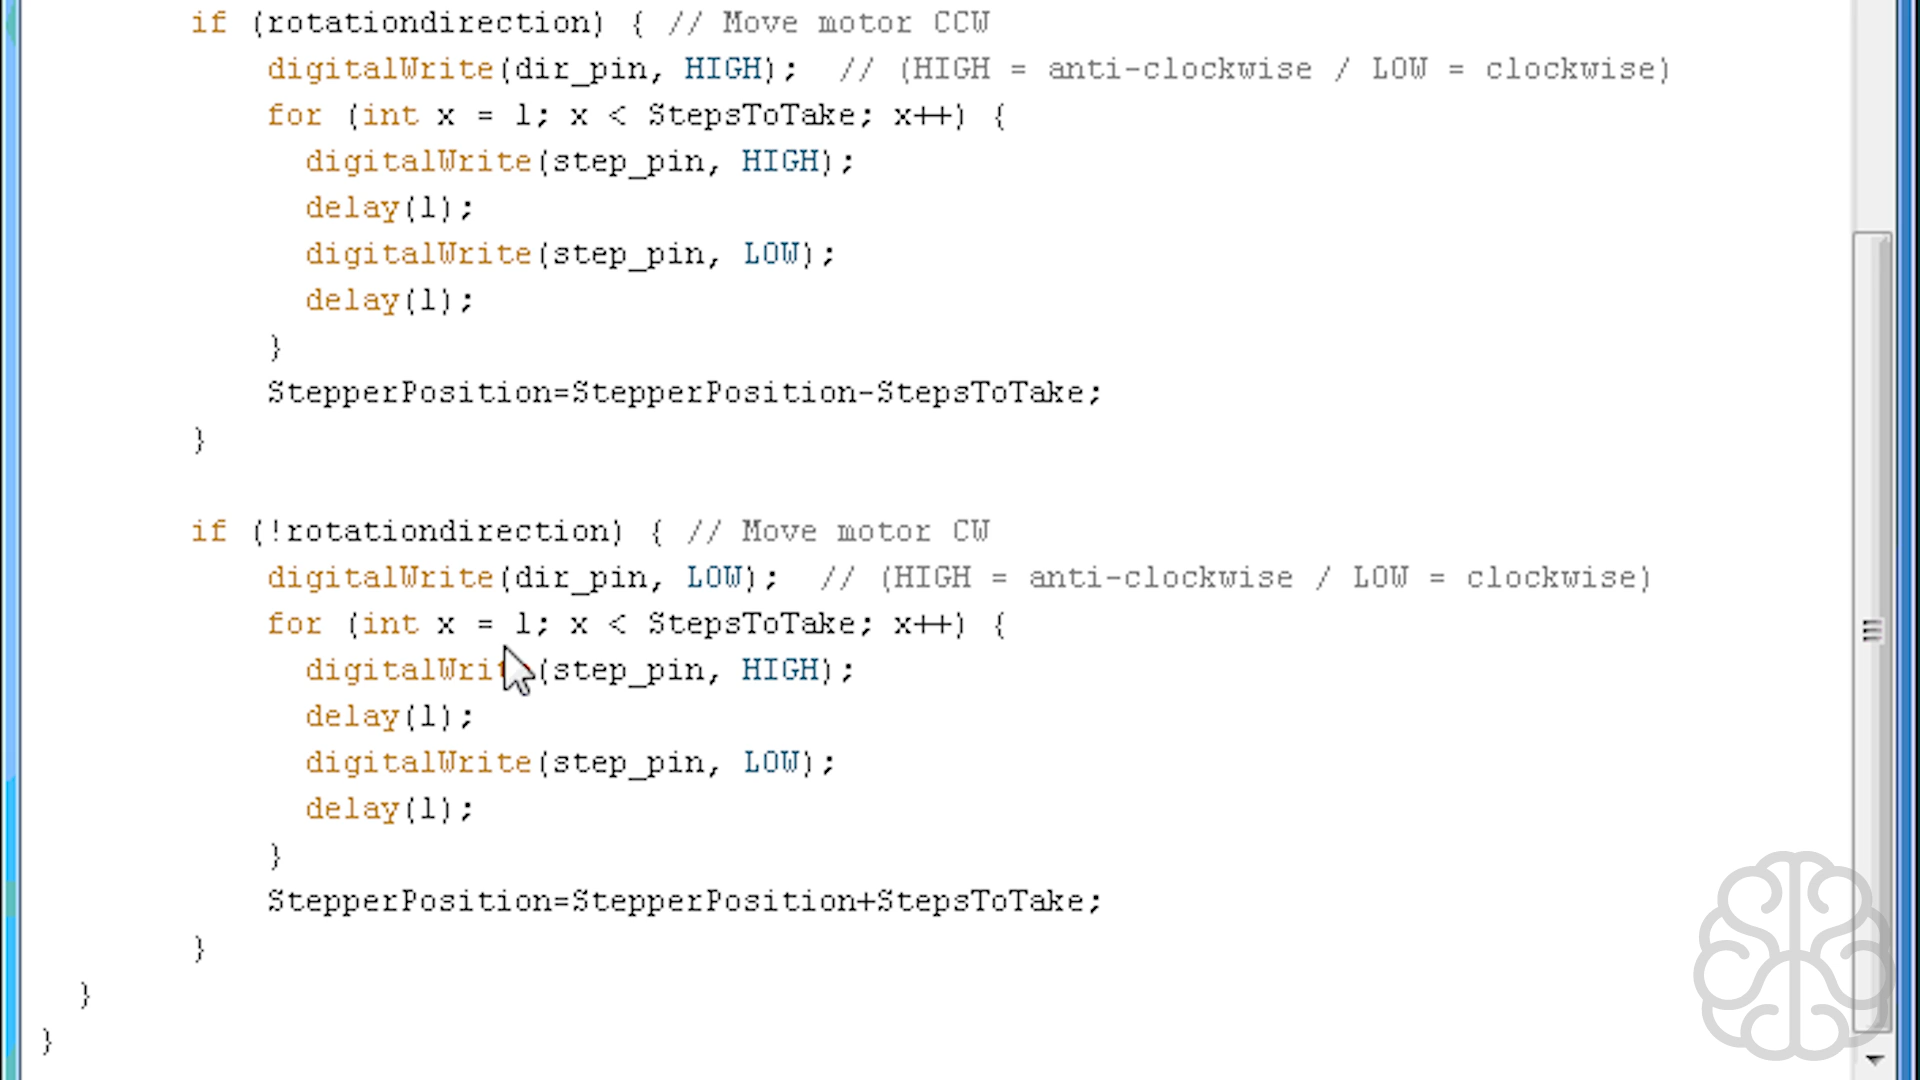 if (rotationdirection) { // Move motor CCW
digitalWrite(dir_pin, HIGH);  // (HIGH = anti-clockwise / LOW = clockwise)
for (int x = 1; x < StepsToTake; x++) {
digitalWrite(step_pin, HIGH);
delay(1);
digitalWrite(step_pin, LOW);
delay(1);
}
StepperPosition=StepperPosition-StepsToTake;
}
if (!rotationdirection) { // Move motor CW
digitalWrite(dir_pin, LOW);  // (HIGH = anti-clockwise / LOW = clockwise)
for (int x = 1; x < StepsToTake; x++) {
digitalWrite(step_pin, HIGH);
delay(1);
digitalWrite(step_pin, LOW);
delay(1);
}
StepperPosition=StepperPosition+StepsToTake;
}
}
}